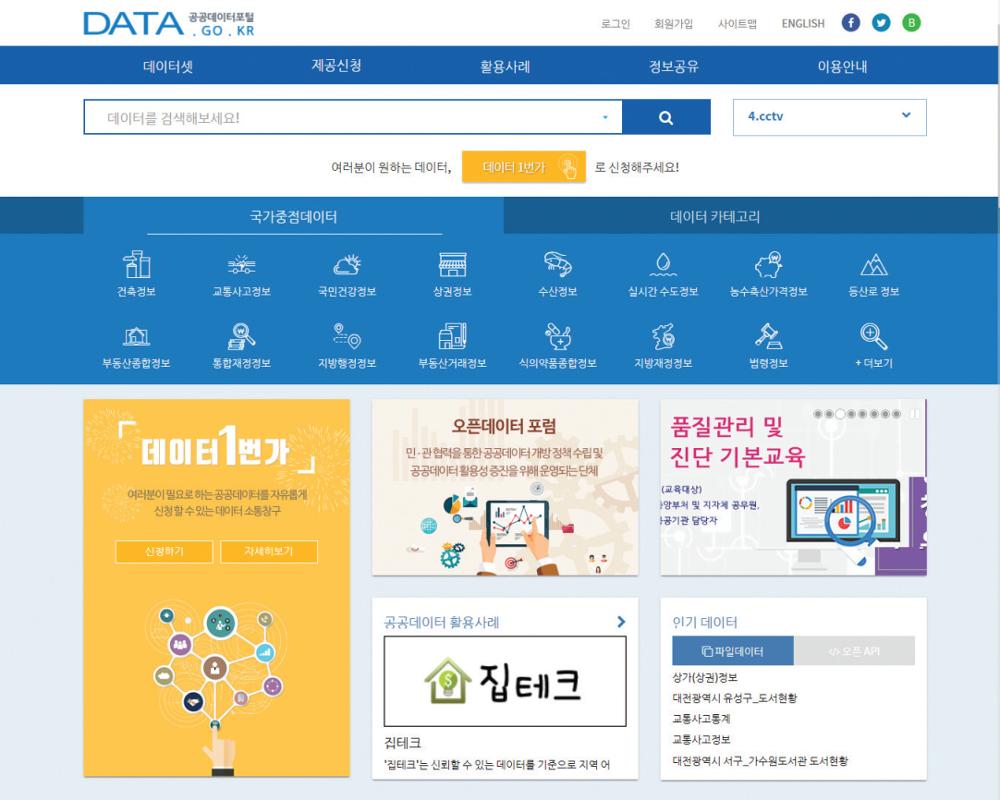 DATA 공공데이터포털
.GO.KR
로그인 회원가입 사이트맵 ENGLISH f B
데이터셋 제공신청 활용사례 정보공유 이용안내
데이터를 검색해보세요!
4.cctv
여러분이 원하는 데이터, 데이터 1번가 로 신청해주세요!
국가중점데이터 데이터 카테고리
건축정보 교통사고정보 국민건강정보 상권정보 수산정보 실시간 수도정보 농수축산가격정보 등산로 정보
부동산종합정보 통합재정정보 지방행정정보 부동산거래정보 식의약품종합정보 지방재정정보 법령정보 + 더보기
데이터1번가
여러분이 필요로 하는 공공데이터를 자유롭게
신청 할 수 있는 데이터 소통창구
신청하기 자세히보기
오픈데이터 포럼
민·관 협력을 통한 공공데이터 개방 정책 수립 및
공공데이터 활용성 증진을 위해 운영되는 단체
품질관리 및
진단 기본교육
(교육대상)
앙부처 및 지자체 공무원,
공기관 담당자
공공데이터 활용사례
집테크
집테크
'집테크'는 신뢰할 수 있는 데이터를 기준으로 지역 어
인기 데이터
파일데이터 </> 오픈 API
상가(상권)정보
대전광역시 유성구_도서현황
교통사고통계
교통사고정보
대전광역시 서구_가수원도서관 도서현황